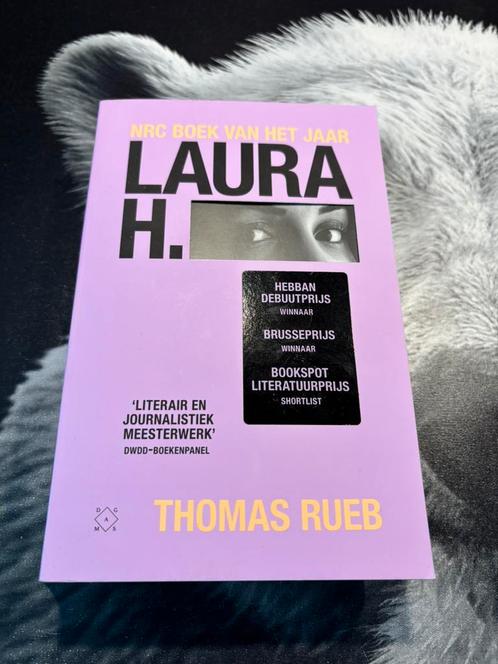 NRC BOEK VAN HET JAAR
LAURA
H.
HEBBAN
DEBUUTPRIJS
WINNAAR
BRUSSEPRIJS
WINNAAR
BOOKSPOT
LITERATUURPRIJS
SHORTLIST
‘LITERAIR EN
JOURNALISTIEK
MEESTERWERK’
DWDD-BOEKENPANEL
D G
A
M S
THOMAS RUEB